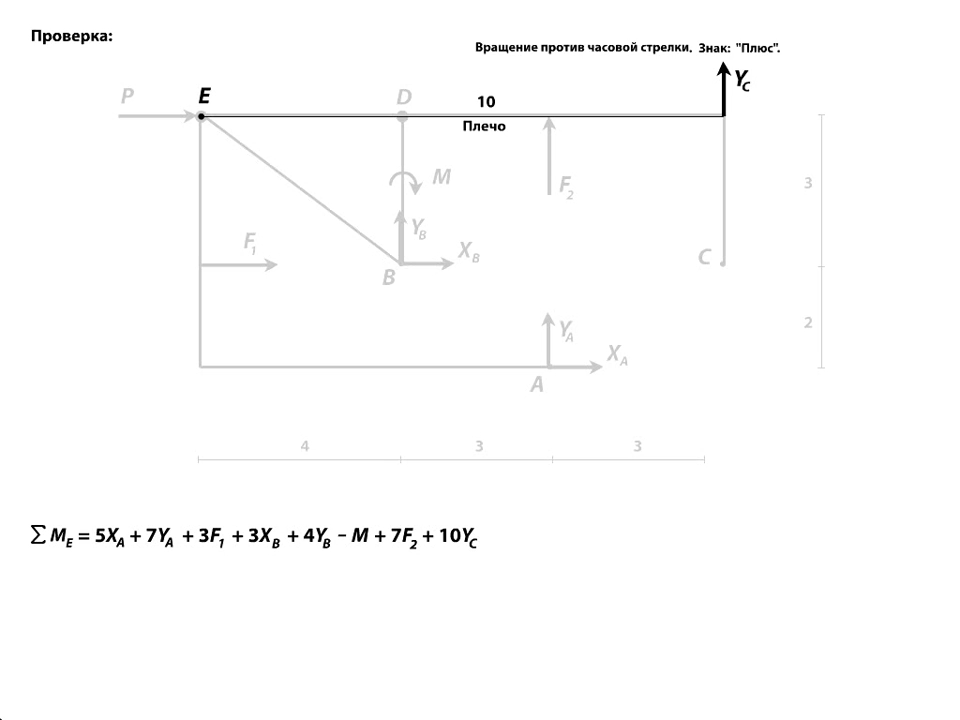 Проверка:
Вращение против часовой стрелки. Знак: "Плюс".
Y_C
P E D 10
Плечо
M F_2 3
F_1 Y_B X_B C
B
Y_A 2
X_A
A
4 3 3
∑ M_E = 5X_A + 7Y_A + 3F_1 + 3X_B + 4Y_B − M + 7F_2 + 10Y_C